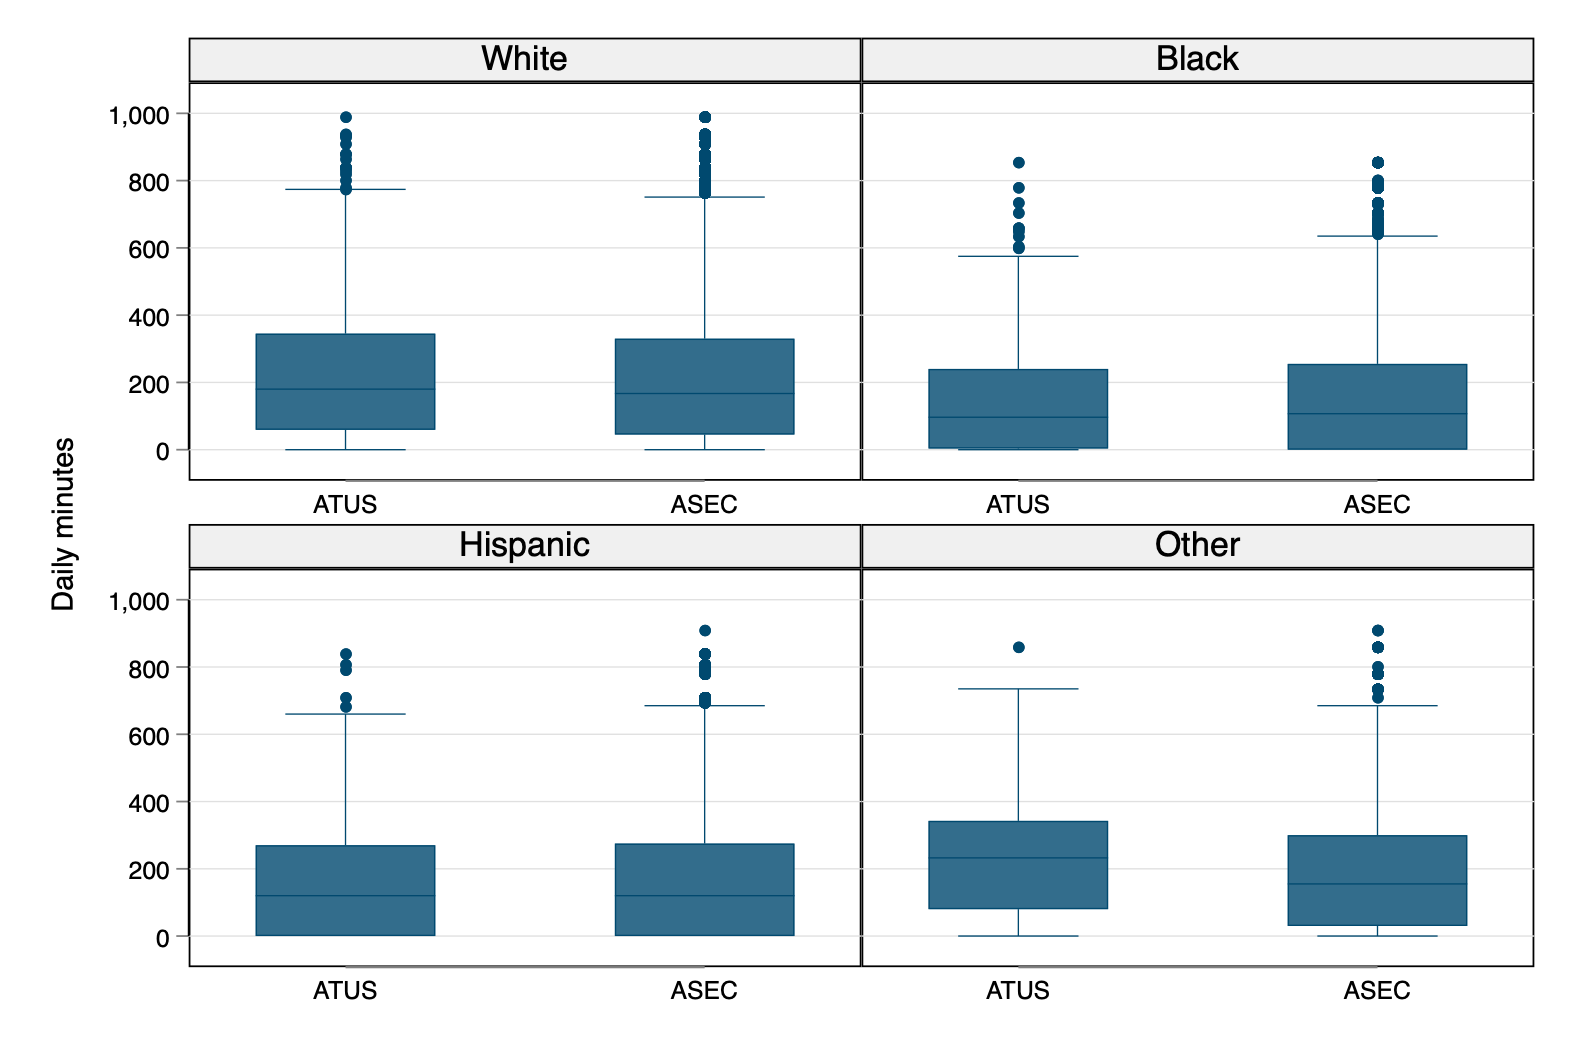 Daily minutes
White
Black
1,000
800
600
400
200
0
ATUS
ASEC
ATUS
ASEC
Hispanic
Other
1,000
800
600
400
200
0
ATUS
ASEC
ATUS
ASEC